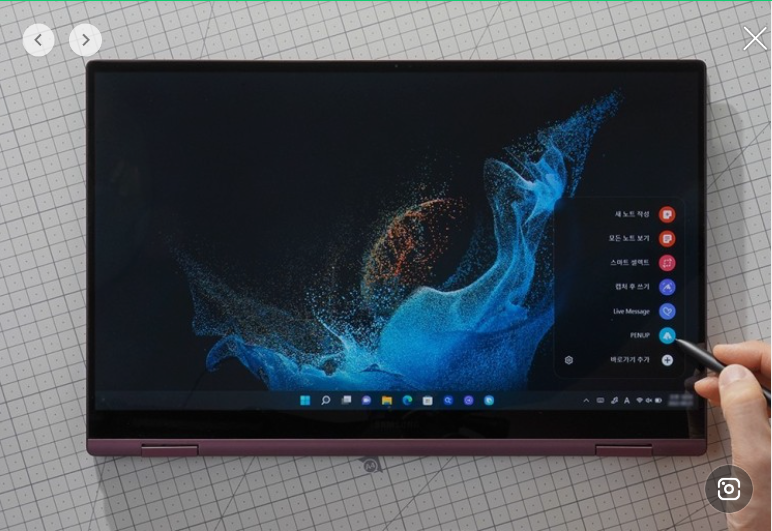 새 노트 작성
모든 노트 보기
스마트 셀렉트
캡처 후 쓰기
Live Message
PENUP
바로가기 추가
A